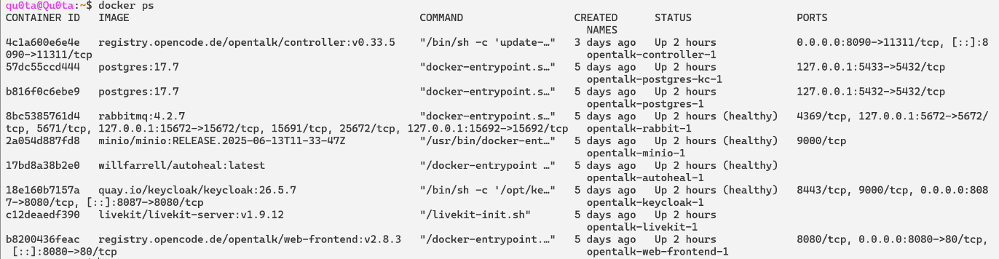 qu0ta@Qu0ta:~$ docker ps
CONTAINER ID   IMAGE                                               COMMAND                  CREATED      STATUS                 PORTS
NAMES
4c1a600e6e4e   registry.opencode.de/opentalk/controller:v0.33.5    "/bin/sh -c 'update-…"   3 days ago   Up 2 hours             0.0.0.0:8090->11311/tcp, [::]:8
090->11311/tcp   opentalk-controller-1
57dc55ccd444   postgres:17.7                                       "docker-entrypoint.s…"   5 days ago   Up 2 hours             127.0.0.1:5433->5432/tcp
opentalk-postgres-kc-1
b816f0c6ebe9   postgres:17.7                                       "docker-entrypoint.s…"   5 days ago   Up 2 hours             127.0.0.1:5432->5432/tcp
opentalk-postgres-1
8bc5385761d4   rabbitmq:4.2.7                                      "docker-entrypoint.s…"   5 days ago   Up 2 hours (healthy)   4369/tcp, 127.0.0.1:5672->5672/
tcp, 5671/tcp, 127.0.0.1:15672->15672/tcp, 15691/tcp, 25672/tcp, 127.0.0.1:15692->15692/tcp   opentalk-rabbit-1
2a054d887fd8   minio/minio:RELEASE.2025-06-13T11-33-47Z            "/usr/bin/docker-ent…"   5 days ago   Up 2 hours (healthy)   9000/tcp
opentalk-minio-1
17bd8a38b2e0   willfarrell/autoheal:latest                         "/docker-entrypoint …"   5 days ago   Up 2 hours (healthy)
opentalk-autoheal-1
18e160b7157a   quay.io/keycloak/keycloak:26.5.7                    "/bin/sh -c '/opt/ke…"   5 days ago   Up 2 hours (healthy)   8443/tcp, 9000/tcp, 0.0.0.0:808
7->8080/tcp, [::]:8087->8080/tcp   opentalk-keycloak-1
c12deaedf390   livekit/livekit-server:v1.9.12                      "/livekit-init.sh"       5 days ago   Up 2 hours
opentalk-livekit-1
b8200436feac   registry.opencode.de/opentalk/web-frontend:v2.8.3   "/docker-entrypoint.…"   5 days ago   Up 2 hours             8080/tcp, 0.0.0.0:8080->80/tcp,
[::]:8080->80/tcp   opentalk-web-frontend-1